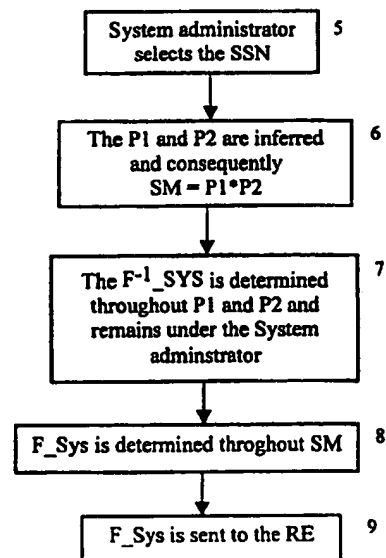 System administrator
selects the SSN
5
The P1 and P2 are inferred
and consequently
SM = P1*P2
6
The F⁻¹_SYS is determined
throughout P1 and P2 and
remains under the System
adminstrator
7
F_Sys is determined throghout SM
8
F_Sys is sent to the RE
9